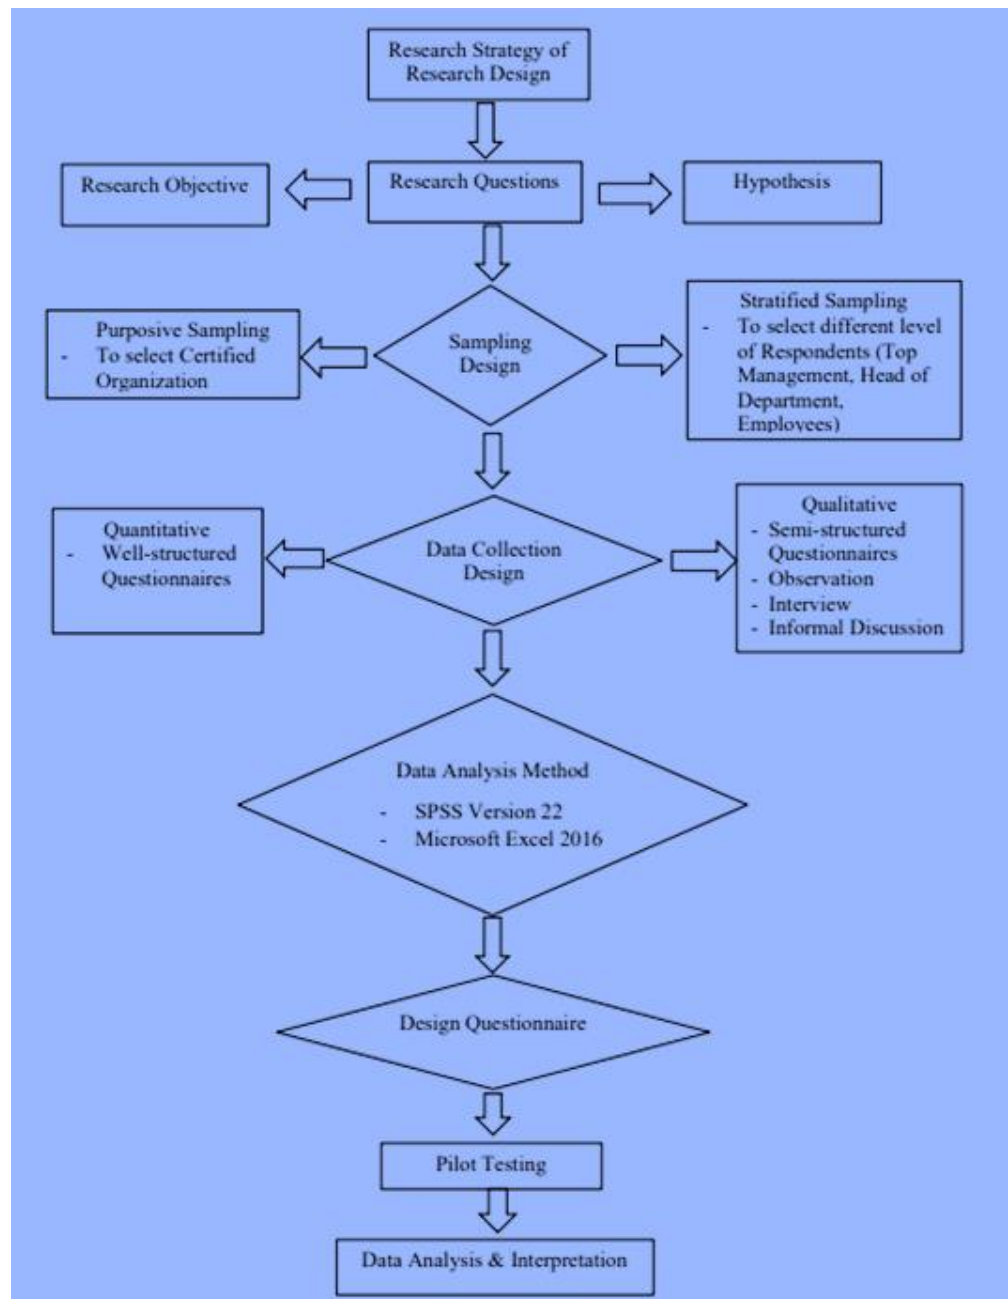 Research Strategy of
Research Design
Research Objective
Research Questions
Hypothesis
Purposive Sampling
- To select Certified
Organization
Sampling
Design
Stratified Sampling
- To select different level
of Respondents (Top
Management, Head of
Department,
Employees)
Quantitative
- Well-structured
Questionnaires
Data Collection
Design
Qualitative
- Semi-structured
Questionnaires
- Observation
- Interview
- Informal Discussion
Data Analysis Method
- SPSS Version 22
- Microsoft Excel 2016
Design Questionnaire
Pilot Testing
Data Analysis & Interpretation